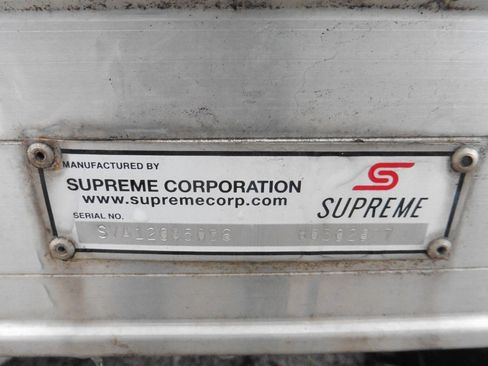 MANUFACTURED BY
SUPREME CORPORATION
www.supremecorp.com
SUPREME
SERIAL NO.